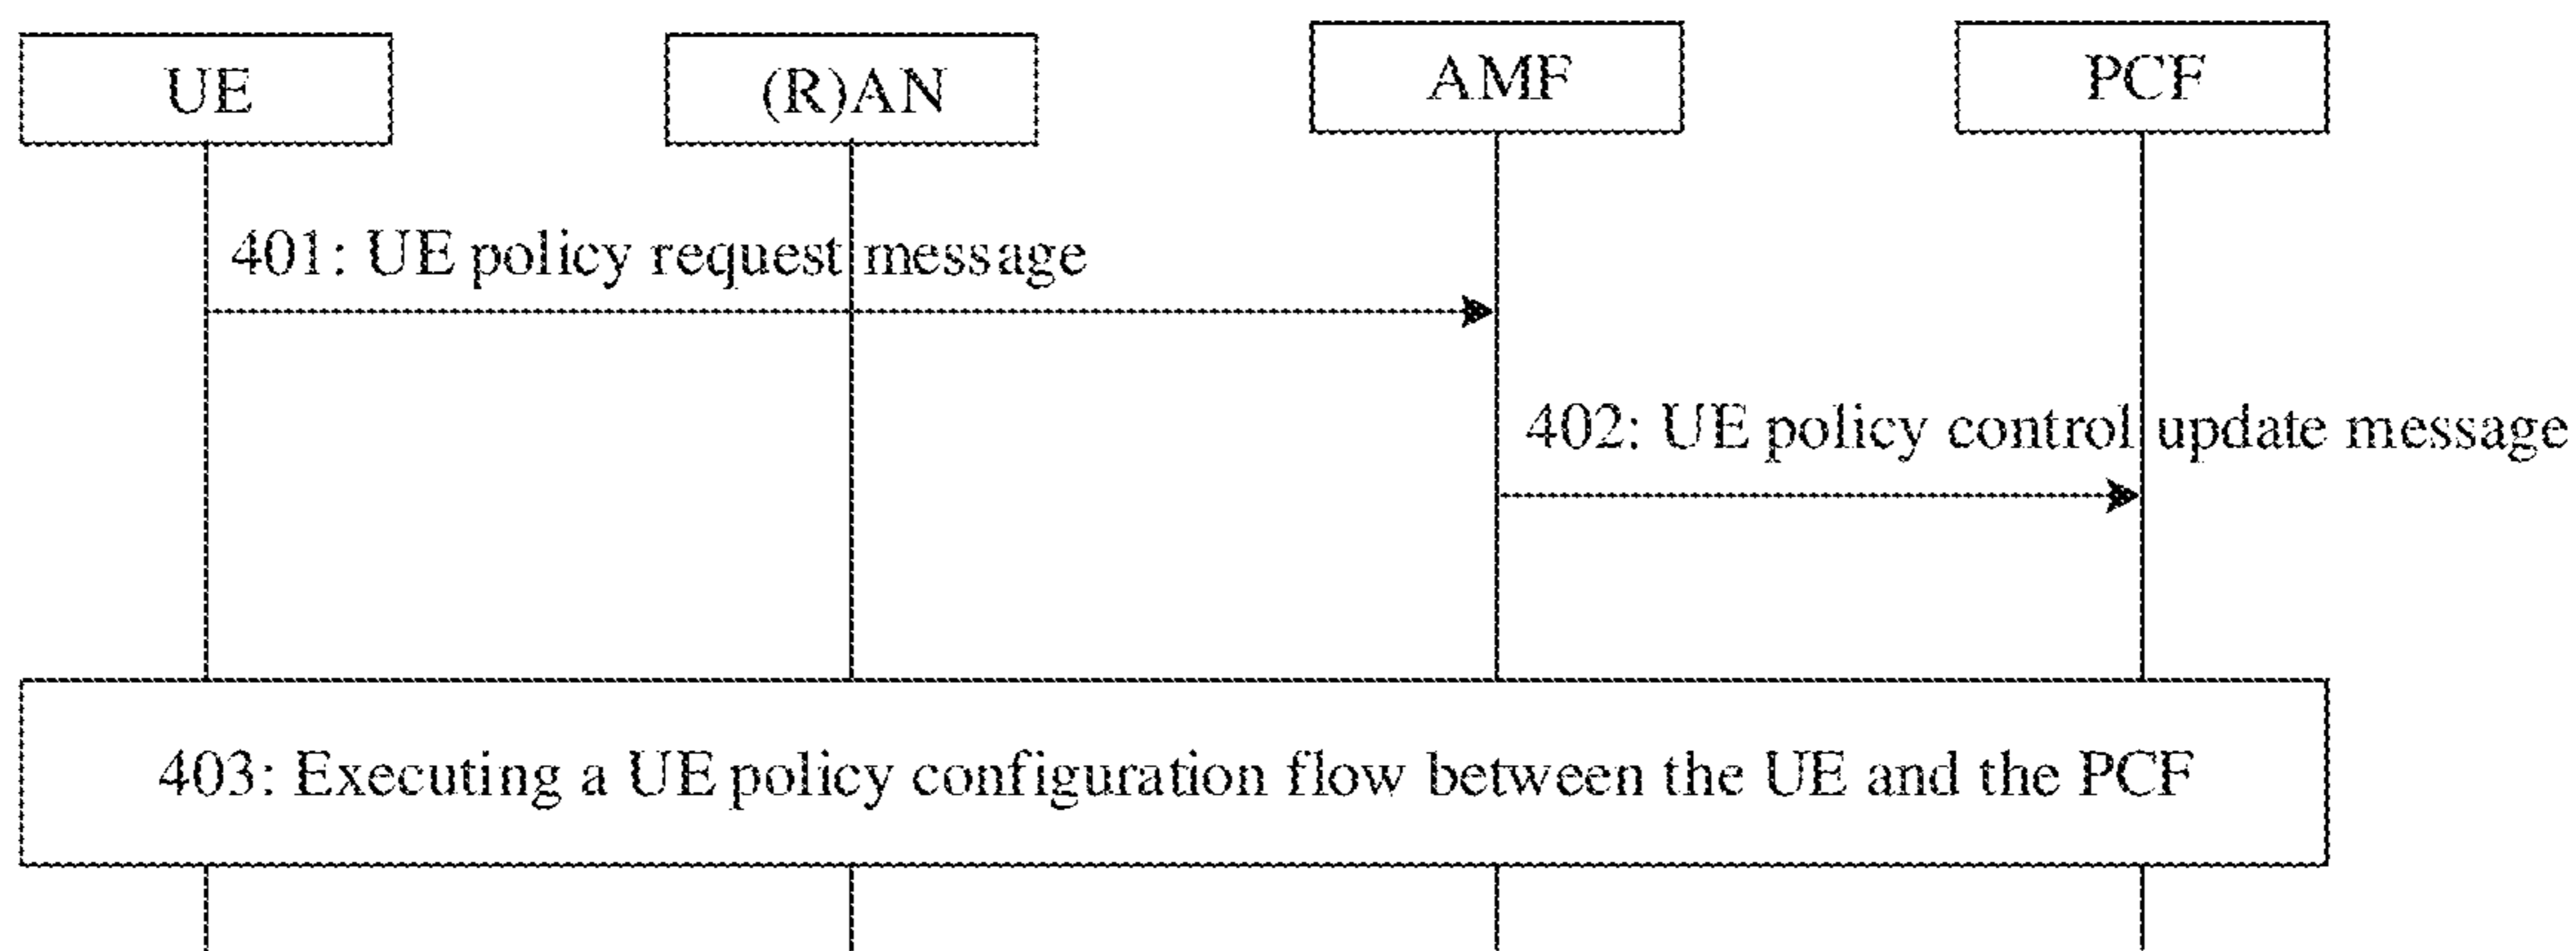 UE
(R)AN
AMF
PCF
401: UE policy request message
402: UE policy control update message
403: Executing a UE policy configuration flow between the UE and the PCF